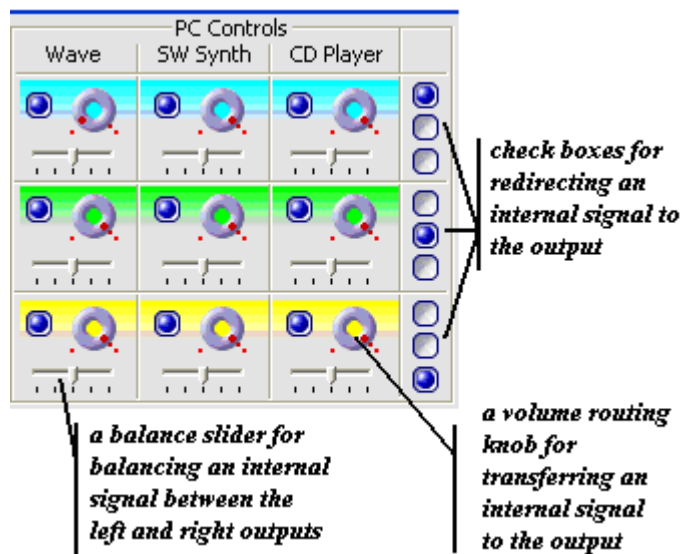 PC Controls
Wave SW Synth CD Player
check boxes for
redirecting an
internal signal to
the output
a balance slider for
balancing an internal
signal between the
left and right outputs
a volume routing
knob for
transferring an
internal signal
to the output